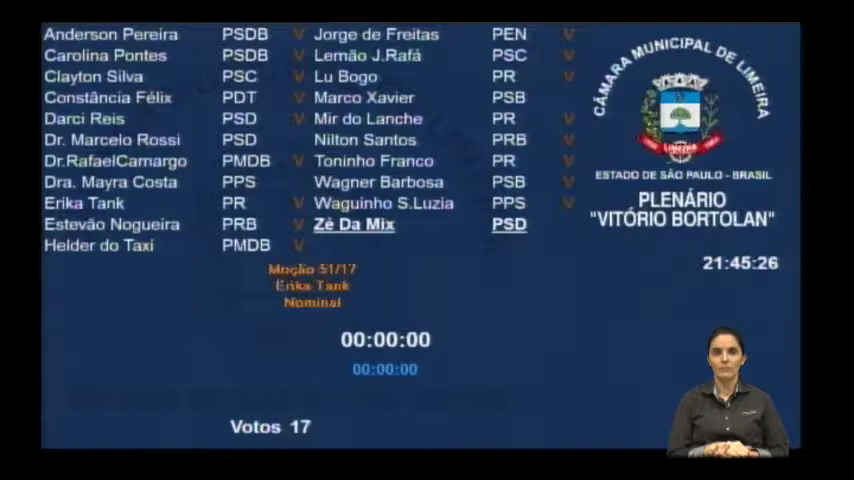 Anderson Pereira PSDB V Jorge de Freitas PEN V
Carolina Pontes PSDB V Lemão J.Rafá PSC V
Clayton Silva PSC V Lu Bogo PR V
Constância Félix PDT V Marco Xavier PSB
Darci Reis PSD V Mir do Lanche PR V
Dr. Marcelo Rossi PSD Nilton Santos PRB V
Dr.RafaelCamargo PMDB V Toninho Franco PR V
Dra. Mayra Costa PPS Wagner Barbosa PSB V
Erika Tank PR V Waguinho S.Luzia PPS V
Estevão Nogueira PRB V Zé Da Mix PSD
Helder do Taxi PMDB V
Moção 51/17
Erika Tank
Nominal
00:00:00
00:00:00
Votos 17
CÂMARA MUNICIPAL DE LIMEIRA
LIMEIRA
ESTADO DE SÃO PAULO - BRASIL
PLENÁRIO
"VITÓRIO BORTOLAN"
21:45:26